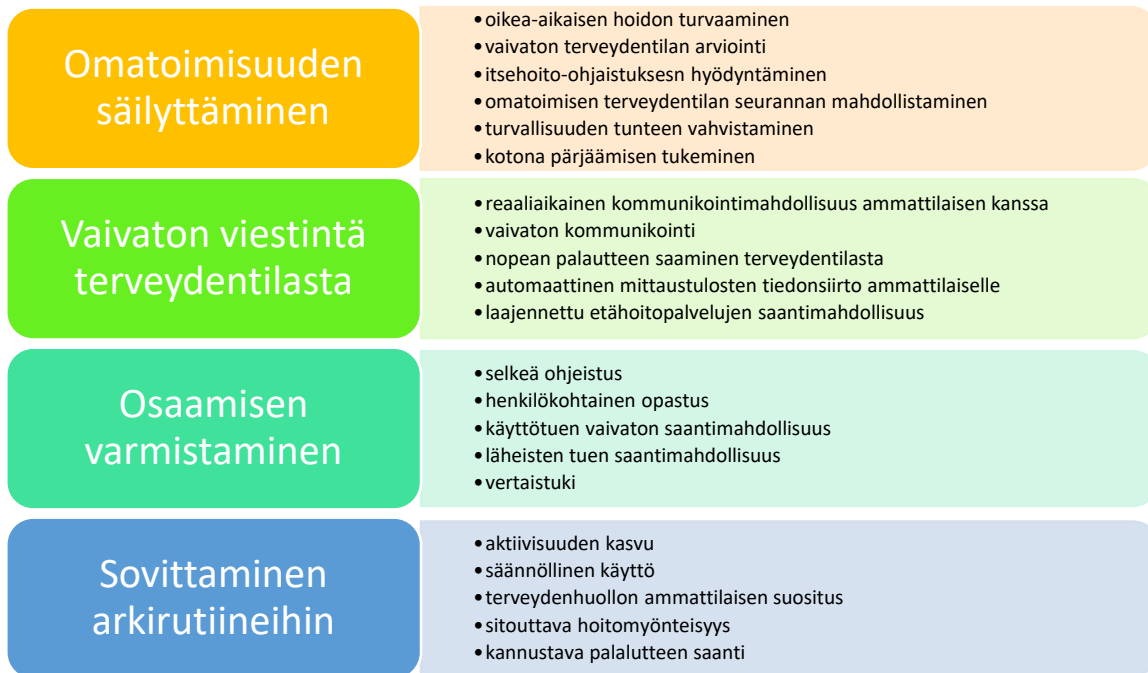 Omatoimisuuden
säilyttäminen
•oikea-aikaisen hoidon turvaaminen
•vaivaton terveydentilan arviointi
•itsehoito-ohjaistuksesn hyödyntäminen
•omatoimisen terveydentilan seurannan mahdollistaminen
•turvallisuuden tunteen vahvistaminen
•kotona pärjäämisen tukeminen
Vaivaton viestintä
terveydentilasta
•reaaliaikainen kommunikointimahdollisuus ammattilaisen kanssa
•vaivaton kommunikointi
•nopean palautteen saaminen terveydentilasta
•automaattinen mittaustulosten tiedonsiirto ammattilaiselle
•laajennettu etähoitopalvelujen saantimahdollisuus
Osaamisen
varmistaminen
•selkeä ohjeistus
•henkilökohtainen opastus
•käyttötuen vaivaton saantimahdollisuus
•läheisten tuen saantimahdollisuus
•vertaistuki
Sovittaminen
arkirutiineihin
•aktiivisuuden kasvu
•säännöllinen käyttö
•terveydenhuollon ammattilaisen suositus
•sitouttava hoitomyönteisyys
•kannustava palalutteen saanti